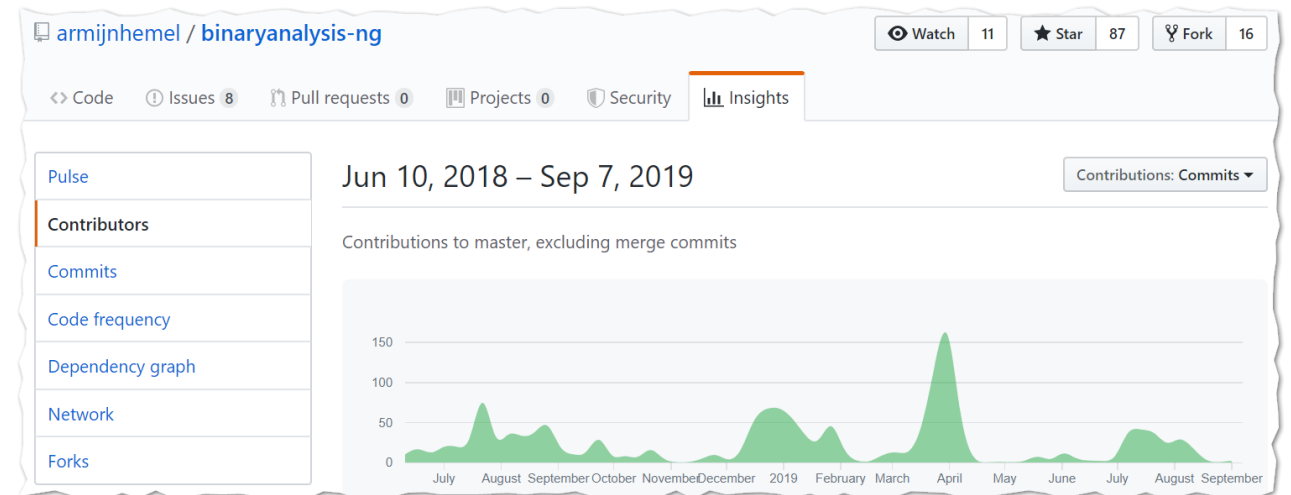 armijnhemel / binaryanalysis-ng
Watch 11 Star 87 Fork 16
Code Issues 8 Pull requests 0 Projects 0 Security Insights
Pulse
Contributors
Commits
Code frequency
Dependency graph
Network
Forks
Jun 10, 2018 – Sep 7, 2019
Contributions: Commits
Contributions to master, excluding merge commits
150
100
50
0
July August September October November December 2019 February March April May June July August September